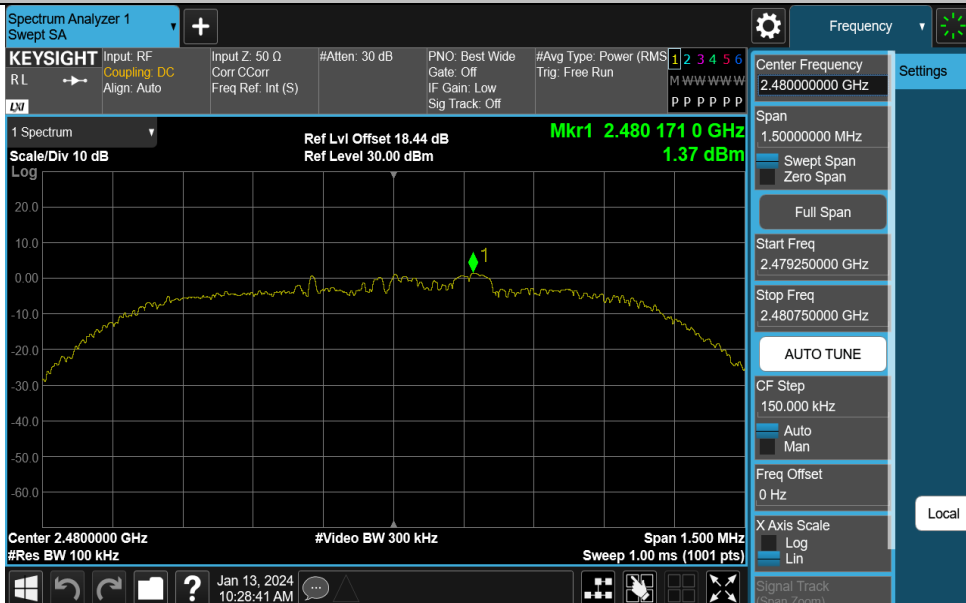 Spectrum Analyzer 1
Swept SA
Frequency
KEYSIGHT
RL
LXI
Input: RF
Coupling: DC
Align: Auto
Input Z: 50 Ω
Corr CCorr
Freq Ref: Int (S)
#Atten: 30 dB
PNO: Best Wide
Gate: Off
IF Gain: Low
Sig Track: Off
#Avg Type: Power (RMS
Trig: Free Run
1 2 3 4 5 6
M W W W W W
P P P P P P
1 Spectrum
Scale/Div 10 dB
Log
Ref Lvl Offset 18.44 dB
Ref Level 30.00 dBm
Mkr1 2.480 171 0 GHz
1.37 dBm
20.0
10.0
0.00
-10.0
-20.0
-30.0
-40.0
-50.0
-60.0
1
Center 2.4800000 GHz
#Res BW 100 kHz
#Video BW 300 kHz
Span 1.500 MHz
Sweep 1.00 ms (1001 pts)
Jan 13, 2024
10:28:41 AM
Center Frequency
2.480000000 GHz
Span
1.50000000 MHz
Swept Span
Zero Span
Full Span
Start Freq
2.479250000 GHz
Stop Freq
2.480750000 GHz
AUTO TUNE
CF Step
150.000 kHz
Auto
Man
Freq Offset
0 Hz
X Axis Scale
Log
Lin
Signal Track
(Span Zoom)
Settings
Local